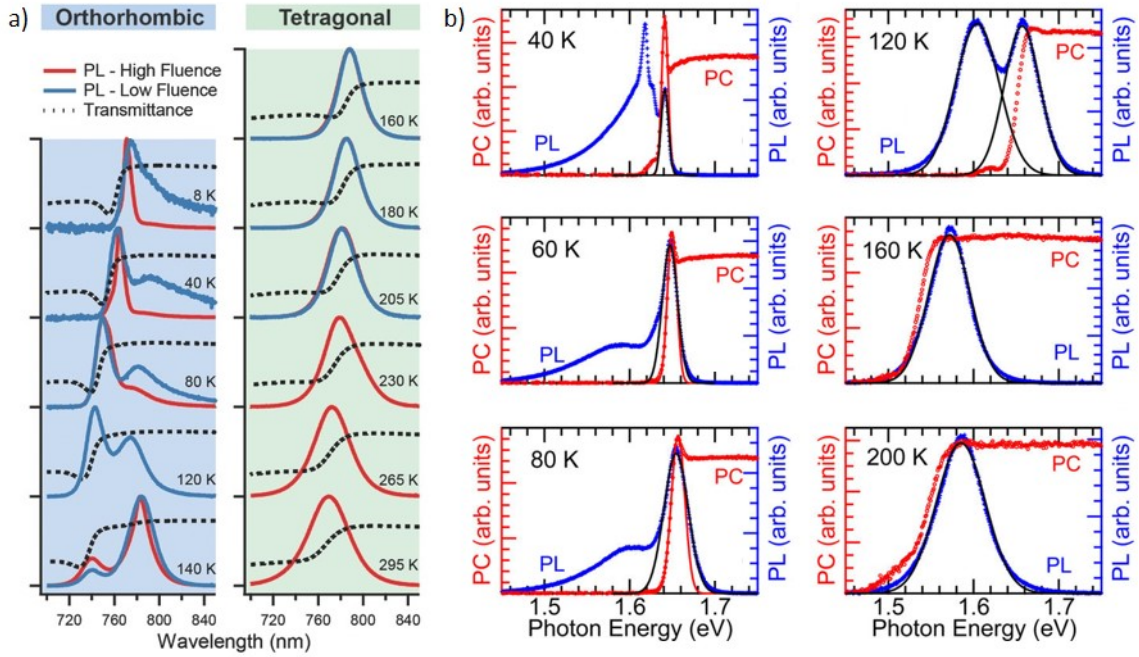 a)
Orthorhombic
Tetragonal
PL - High Fluence
PL - Low Fluence
Transmittance
8 K
40 K
80 K
120 K
140 K
720 760 800 840
160 K
180 K
205 K
230 K
265 K
295 K
720 760 800 840
Wavelength (nm)
b)
PC (arb. units)
40 K
PC
PL
PL (arb. units)
PC (arb. units)
120 K
PL
PC
PL (arb. units)
PC (arb. units)
60 K
PC
PL
PL (arb. units)
PC (arb. units)
160 K
PC
PL
PL (arb. units)
PC (arb. units)
80 K
PC
PL
PL (arb. units)
1.5 1.6 1.7
Photon Energy (eV)
PC (arb. units)
200 K
PC
PL
PL (arb. units)
1.5 1.6 1.7
Photon Energy (eV)